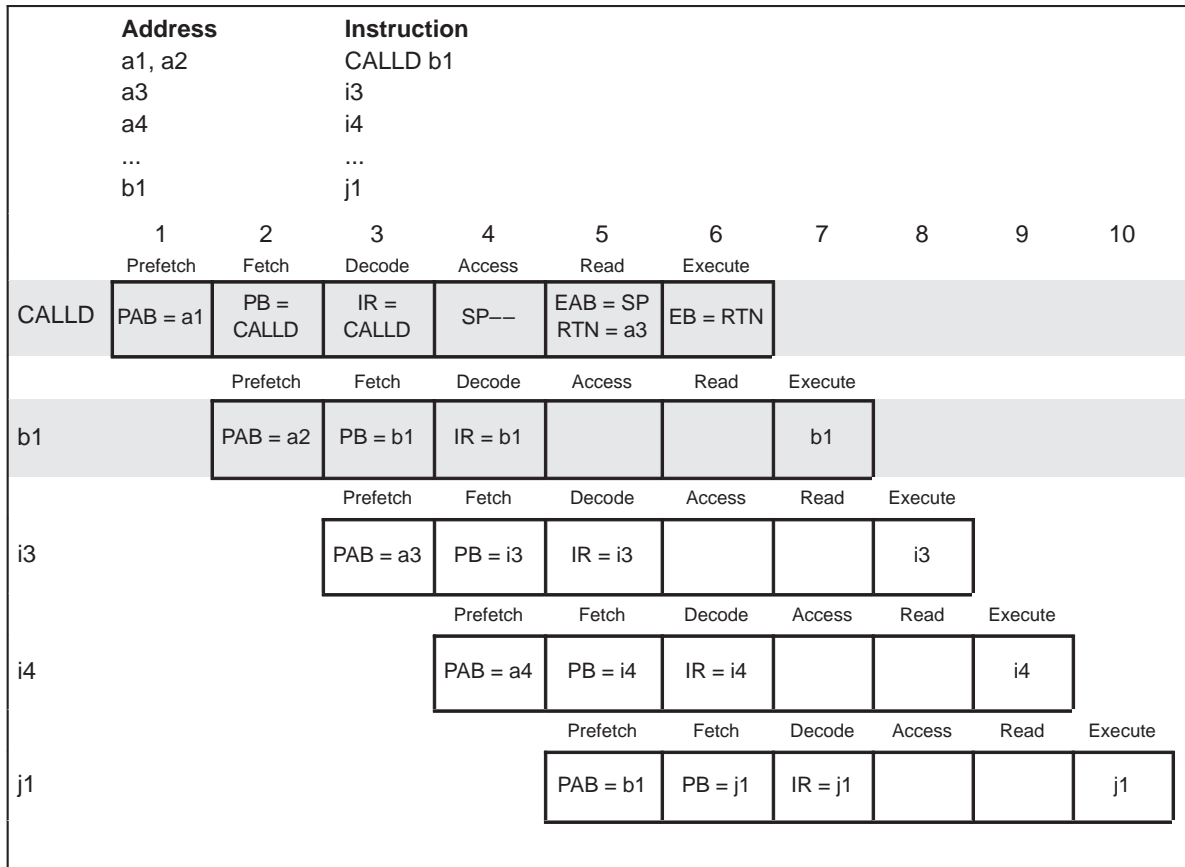 Address Instruction
a1, a2 CALLD b1
a3 i3
a4 i4
... ...
b1 j1
1 2 3 4 5 6 7 8 9 10
Prefetch Fetch Decode Access Read Execute
CALLD PAB = a1 PB = CALLD IR = CALLD SP−− EAB = SP RTN = a3 EB = RTN
Prefetch Fetch Decode Access Read Execute
b1 PAB = a2 PB = b1 IR = b1 b1
Prefetch Fetch Decode Access Read Execute
i3 PAB = a3 PB = i3 IR = i3 i3
Prefetch Fetch Decode Access Read Execute
i4 PAB = a4 PB = i4 IR = i4 i4
Prefetch Fetch Decode Access Read Execute
j1 PAB = b1 PB = j1 IR = j1 j1